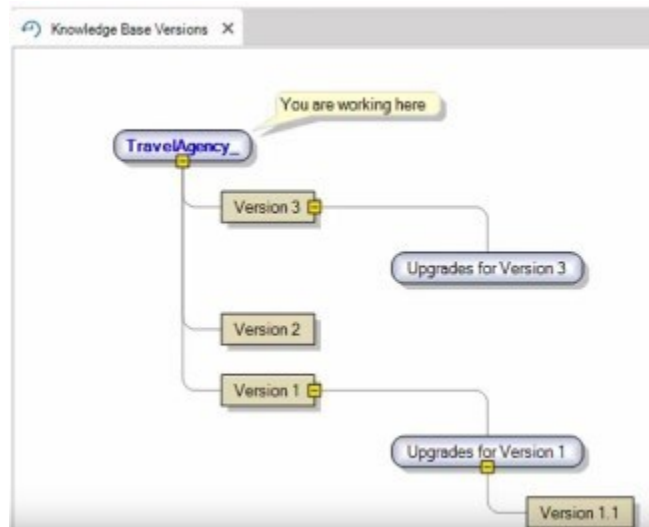 Knowledge Base Versions
You are working here
TravelAgency_
Version 3
Upgrades for Version 3
Version 2
Version 1
Upgrades for Version 1
Version 1.1